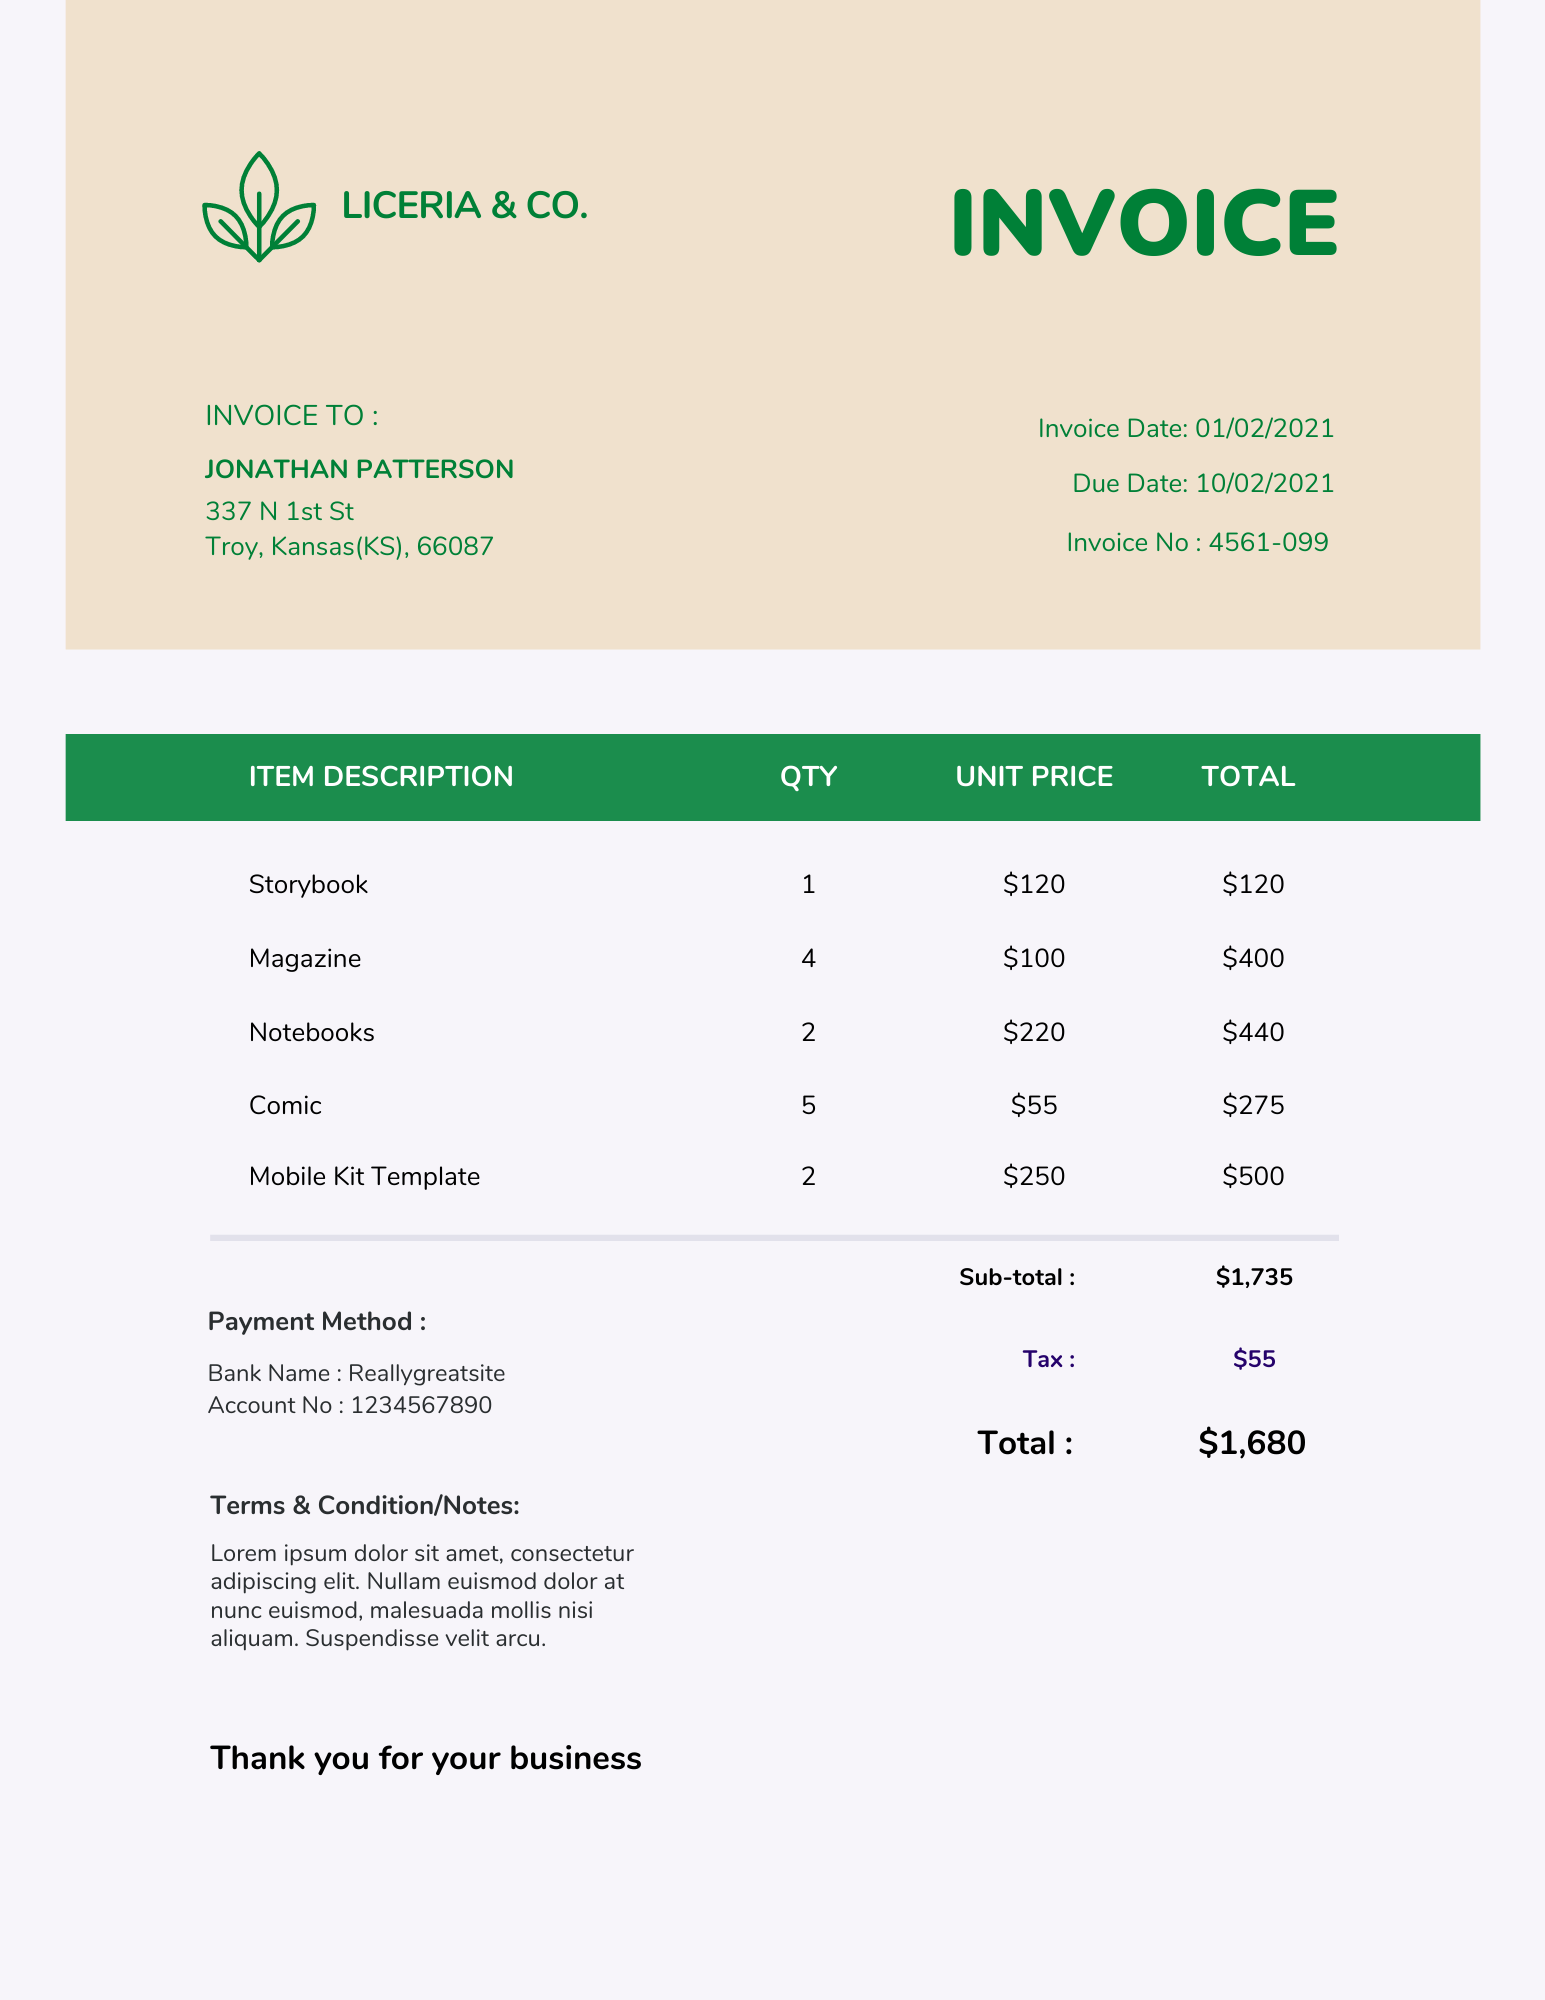 LICERIA & CO.
INVOICE
INVOICE TO :
JONATHAN PATTERSON
337 N 1st St
Troy, Kansas(KS), 66087
Invoice Date: 01/02/2021
Due Date: 10/02/2021
Invoice No : 4561-099
ITEM DESCRIPTION QTY UNIT PRICE TOTAL
Storybook 1 $120 $120
Magazine 4 $100 $400
Notebooks 2 $220 $440
Comic 5 $55 $275
Mobile Kit Template 2 $250 $500
Sub-total : $1,735
Tax : $55
Total : $1,680
Payment Method :
Bank Name : Reallygreatsite
Account No : 1234567890
Terms & Condition/Notes:
Lorem ipsum dolor sit amet, consectetur
adipiscing elit. Nullam euismod dolor at
nunc euismod, malesuada mollis nisi
aliquam. Suspendisse velit arcu.
Thank you for your business